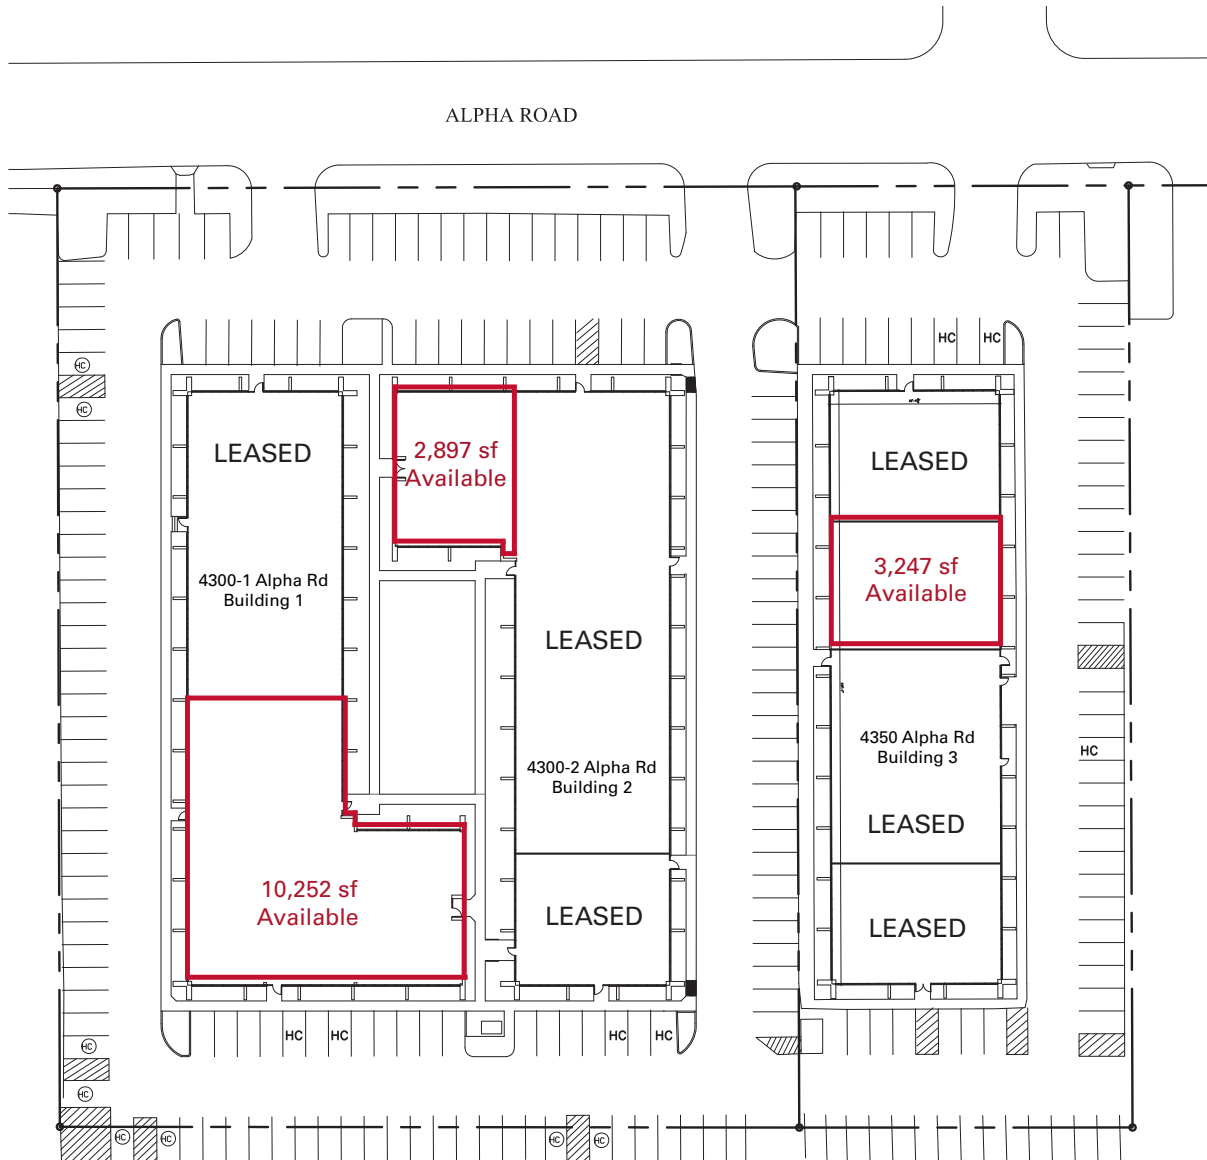 ALPHA ROAD
HC
HC
HC
HC
LEASED
2,897 sf
Available
LEASED
3,247 sf
Available
4300-1 Alpha Rd
Building 1
LEASED
4350 Alpha Rd
Building 3
HC
4300-2 Alpha Rd
Building 2
LEASED
10,252 sf
Available
LEASED
LEASED
HC
HC
HC
HC
HC
HC
HC
HC
HC
HC